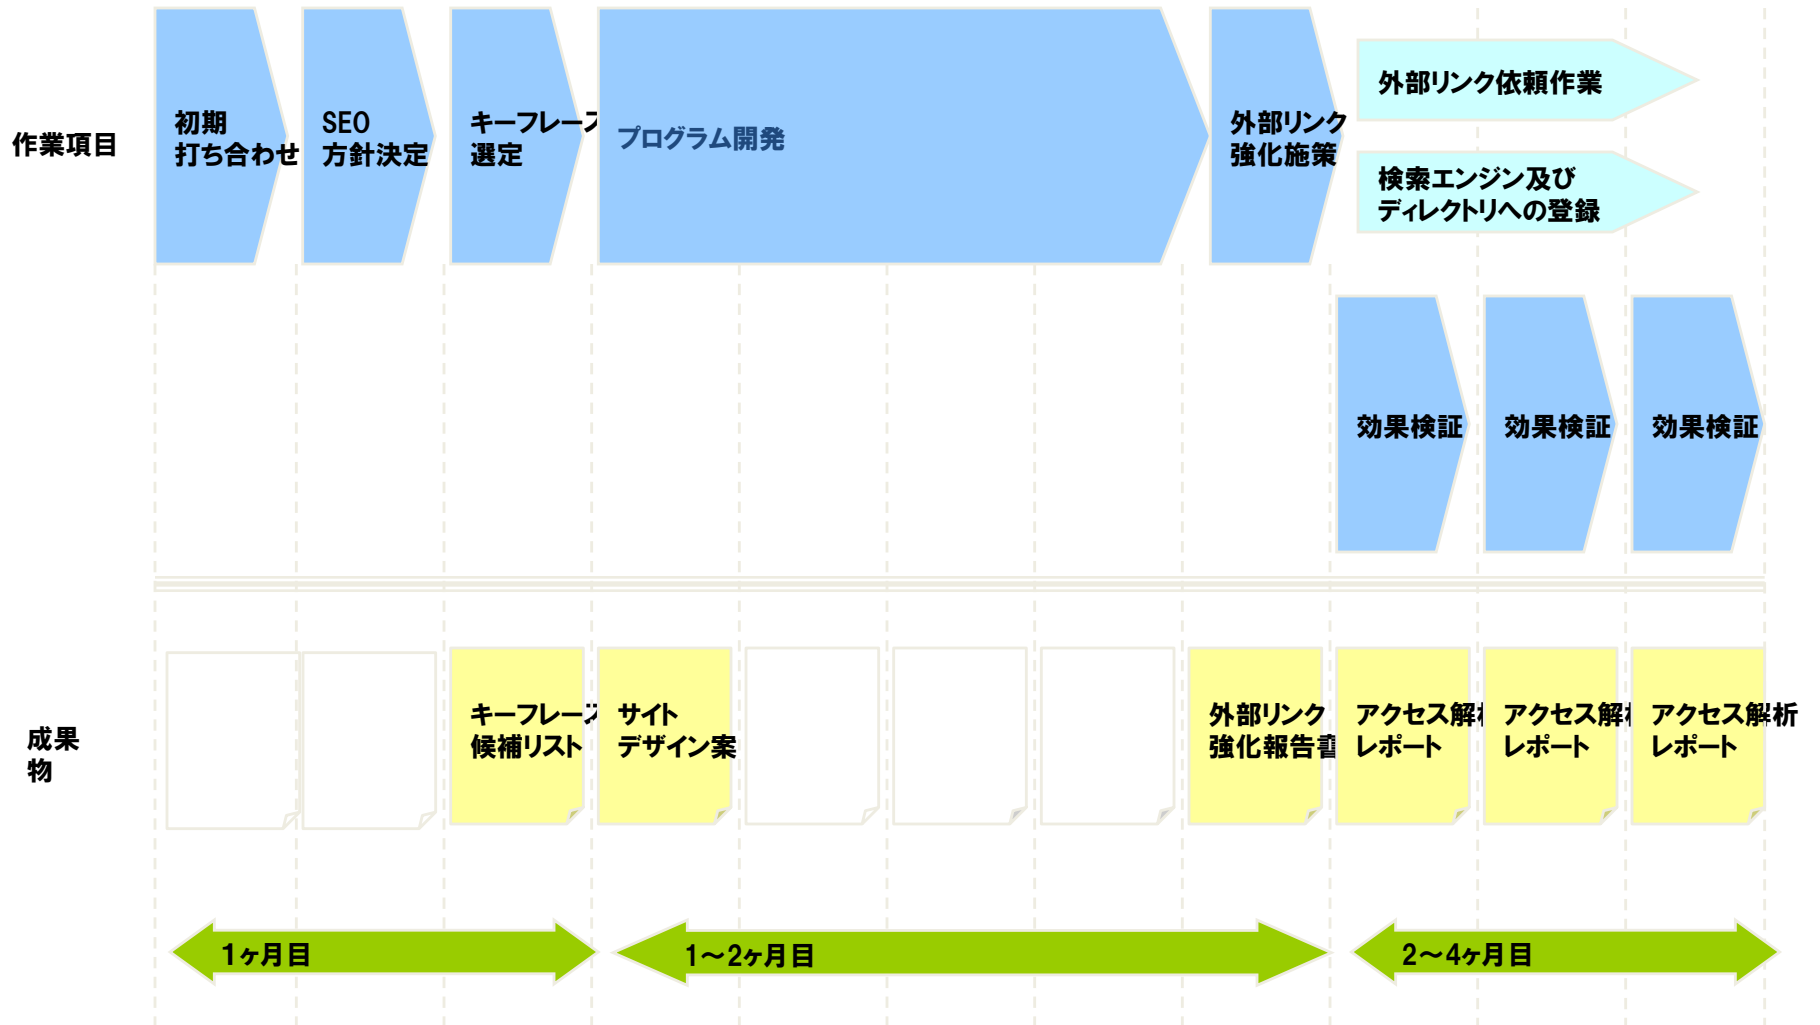 作業項目
初期
打ち合わせ
SEO
方針決定
キーフレーズ
選定
プログラム開発
外部リンク
強化施策
外部リンク依頼作業
検索エンジン及び
ディレクトリへの登録
効果検証
効果検証
効果検証
成果
物
キーフレーズ
候補リスト
サイト
デザイン案
外部リンク
強化報告書
アクセス解析
レポート
アクセス解析
レポート
アクセス解析
レポート
1ヶ月目
1～2ヶ月目
2～4ヶ月目